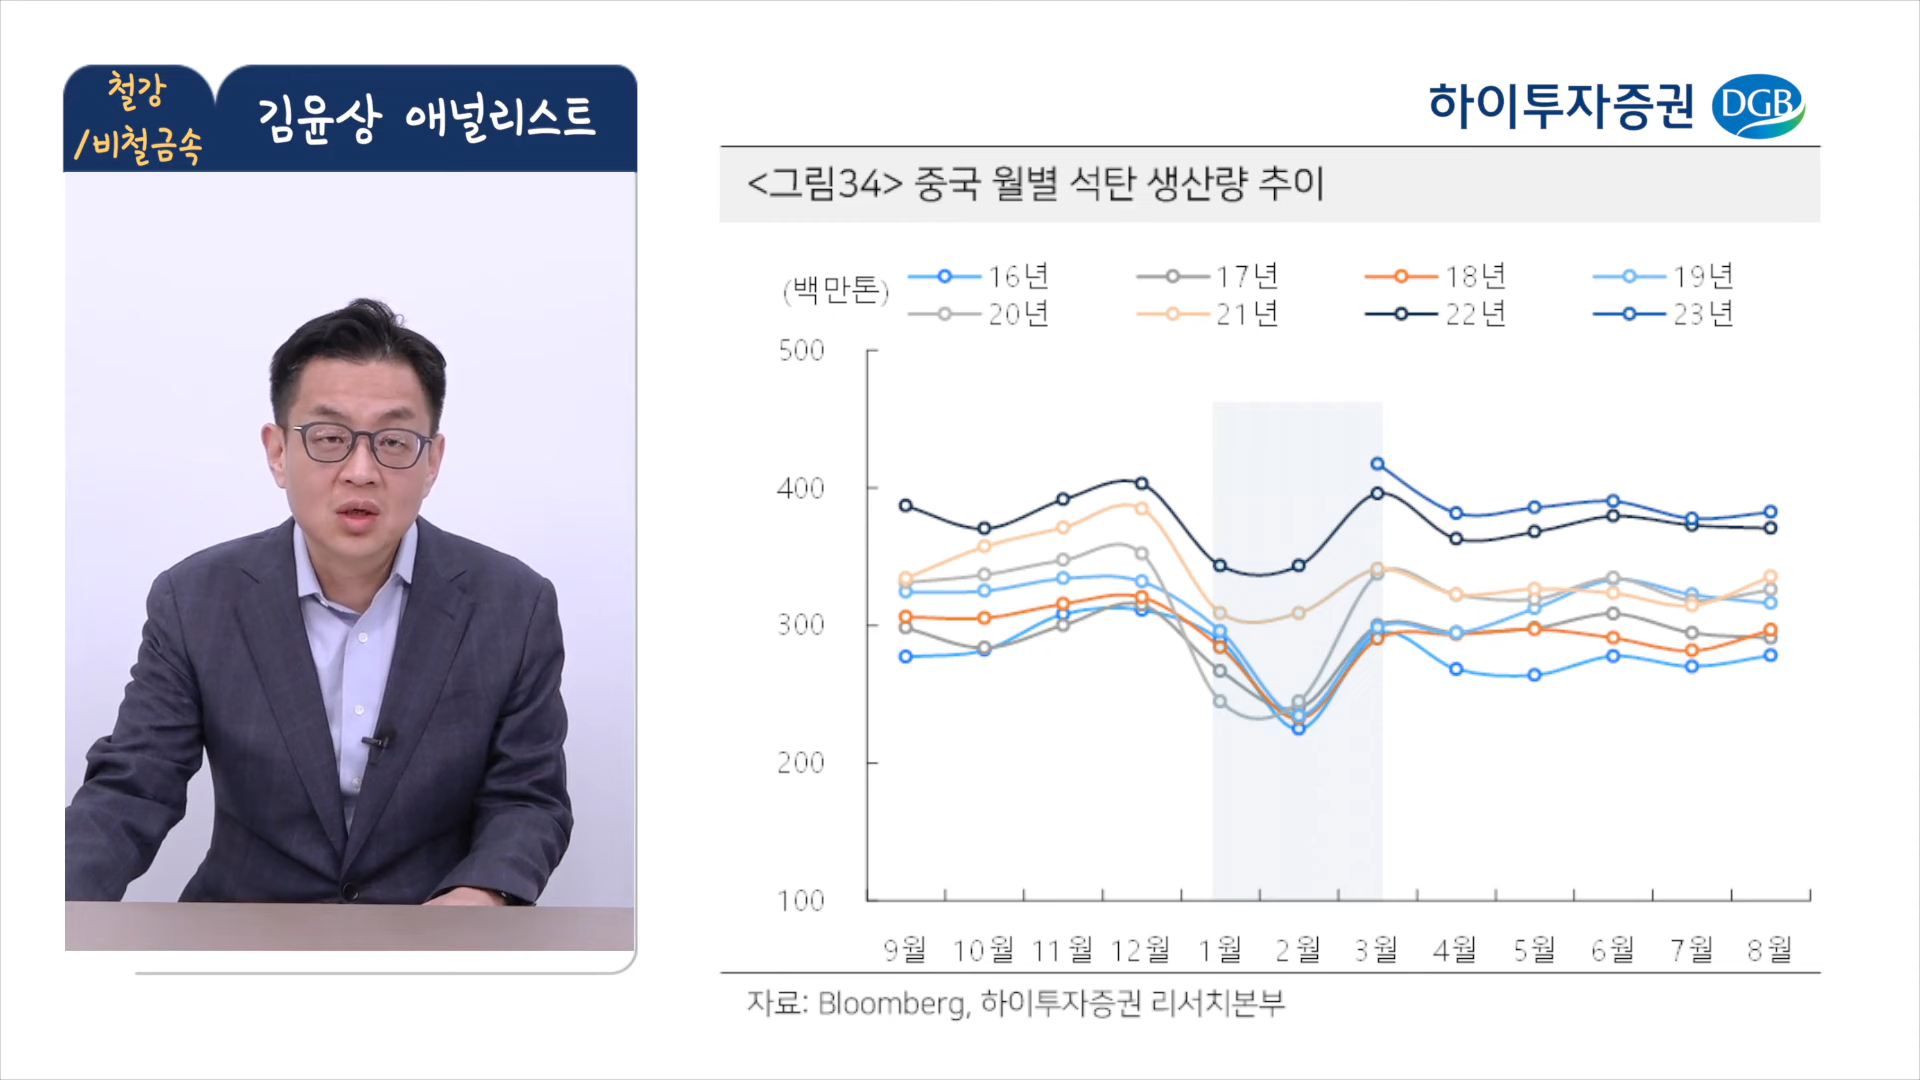 철강
/비철금속
김윤상 애널리스트
하이투자증권 DGB
<그림34> 중국 월별 석탄 생산량 추이
(백만톤)
16년 17년 18년 19년
20년 21년 22년 23년
500
400
300
200
100
9월 10월 11월 12월 1월 2월 3월 4월 5월 6월 7월 8월
자료: Bloomberg, 하이투자증권 리서치본부